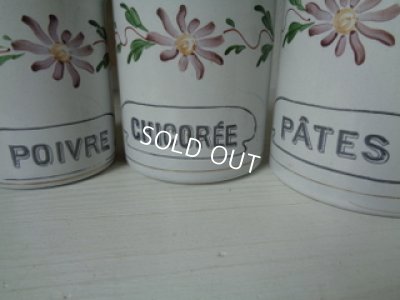 POIVRE
CHICORÉE
PÂTES
SOLD OUT